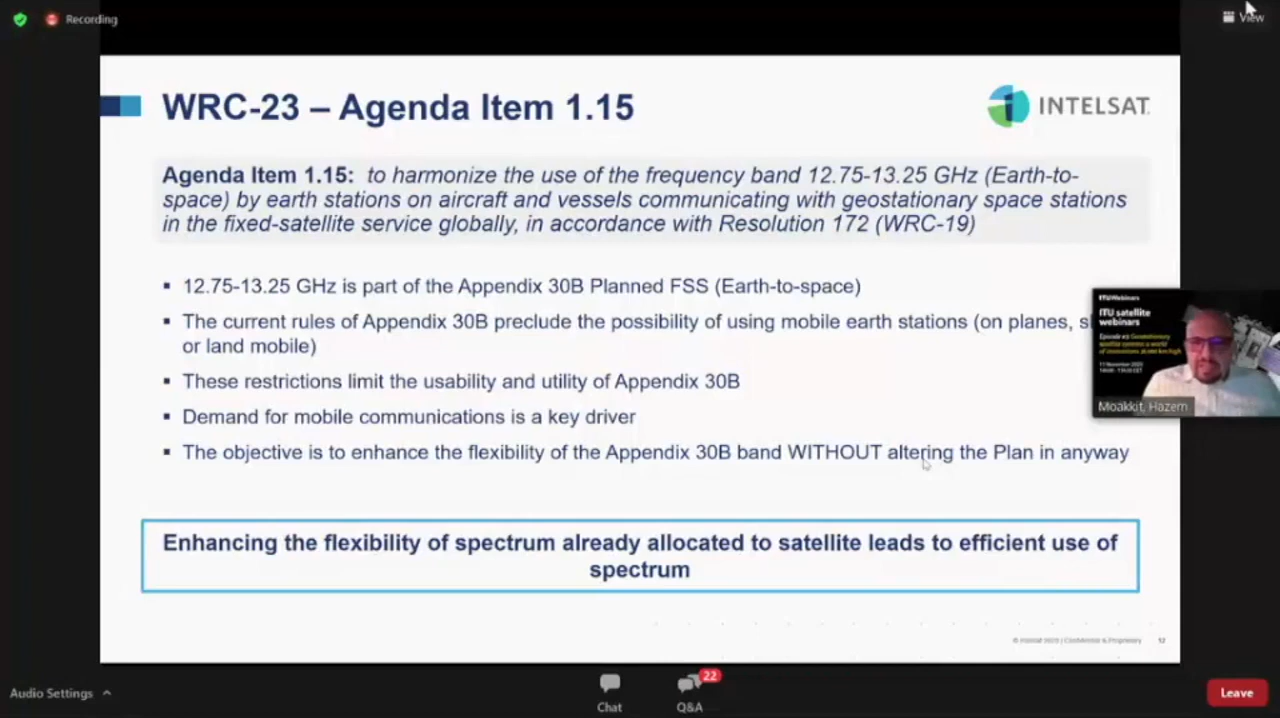 Recording
View
WRC-23 – Agenda Item 1.15
INTELSAT
Agenda Item 1.15: to harmonize the use of the frequency band 12.75-13.25 GHz (Earth-to-
space) by earth stations on aircraft and vessels communicating with geostationary space stations
in the fixed-satellite service globally, in accordance with Resolution 172 (WRC-19)
▪ 12.75-13.25 GHz is part of the Appendix 30B Planned FSS (Earth-to-space)
▪ The current rules of Appendix 30B preclude the possibility of using mobile earth stations (on planes,
or land mobile)
▪ These restrictions limit the usability and utility of Appendix 30B
▪ Demand for mobile communications is a key driver
▪ The objective is to enhance the flexibility of the Appendix 30B band WITHOUT altering the Plan in anyway
Enhancing the flexibility of spectrum already allocated to satellite leads to efficient use of
spectrum
ITUWebinars
ITU satellite
webinars
Moakkit, Hazem
12
Audio Settings
Chat
22
Q&A
Leave